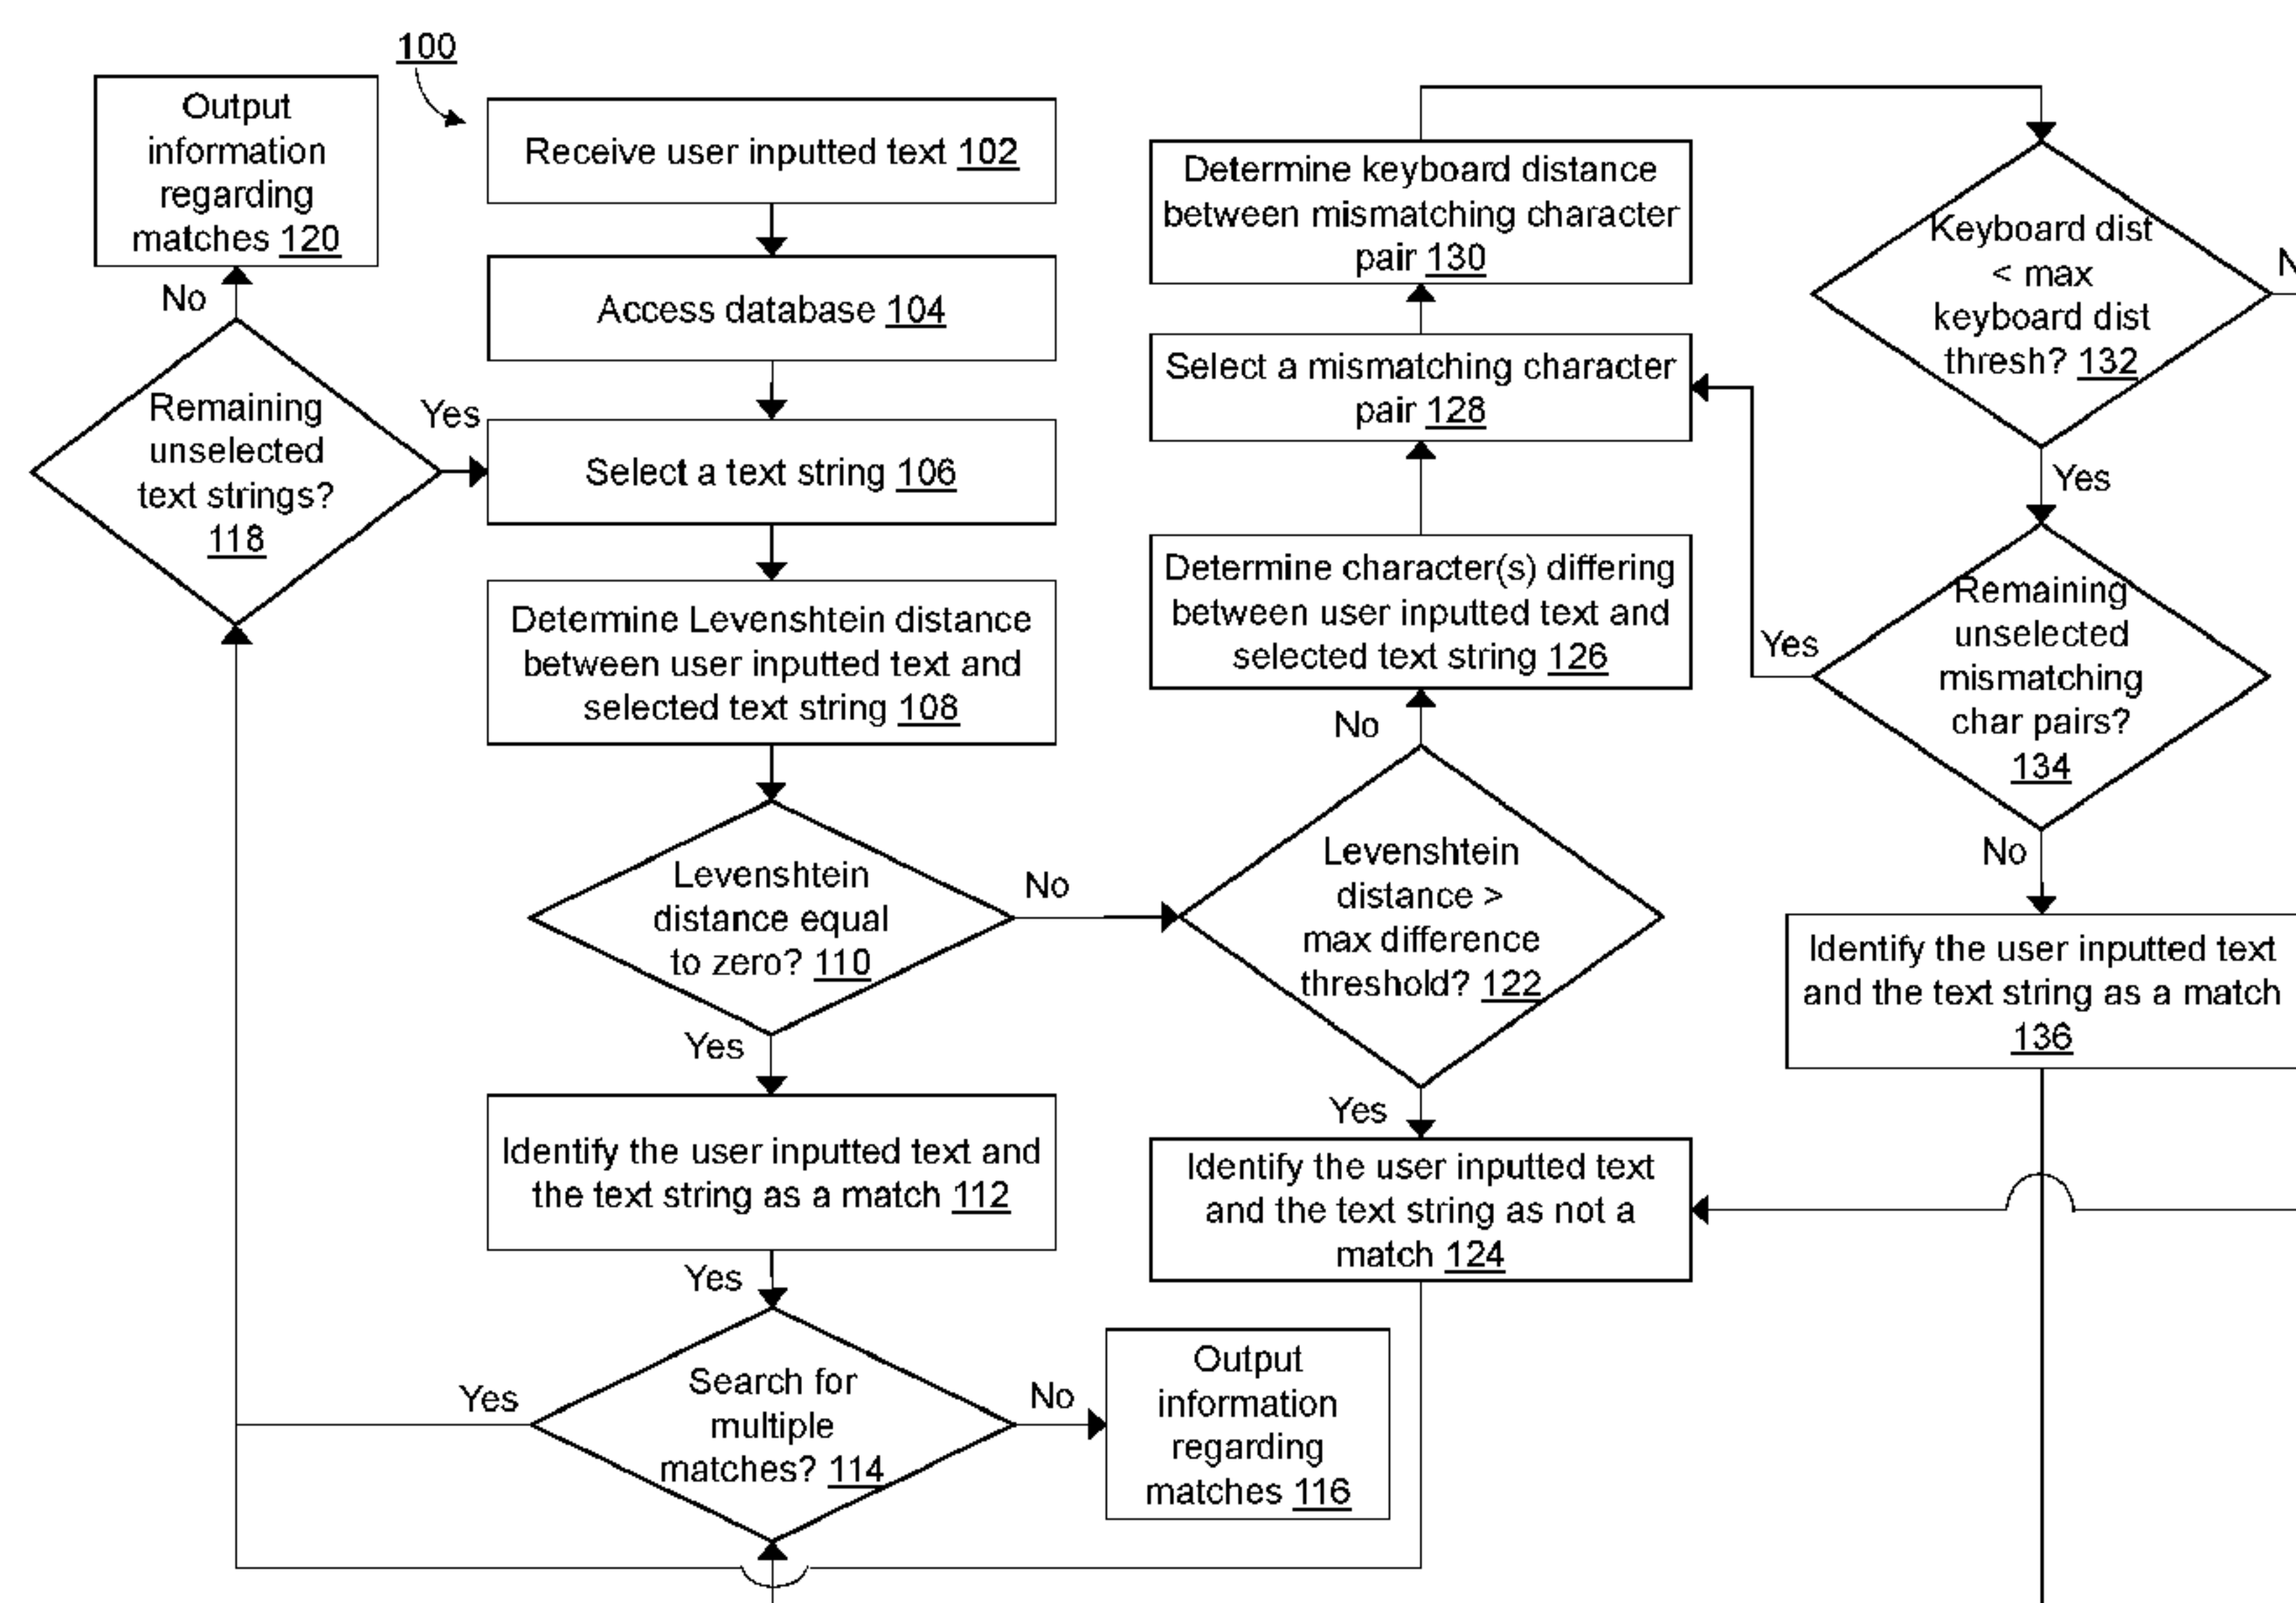 100
Output
information
regarding
matches 120
No
Remaining
unselected
text strings?
118
Yes
Receive user inputted text 102
Access database 104
Select a text string 106
Determine Levenshtein distance
between user inputted text and
selected text string 108
Levenshtein
distance equal
to zero? 110
No
Yes
Identify the user inputted text and
the text string as a match 112
Yes
Search for
multiple
matches? 114
Yes
No
Output
information
regarding
matches 116
Determine keyboard distance
between mismatching character
pair 130
Select a mismatching character
pair 128
Determine character(s) differing
between user inputted text and
selected text string 126
No
Levenshtein
distance >
max difference
threshold? 122
Yes
Identify the user inputted text
and the text string as not a
match 124
Keyboard dist
< max
keyboard dist
thresh? 132
Yes
Remaining
unselected
mismatching
char pairs?
134
Yes
No
Identify the user inputted text
and the text string as a match
136